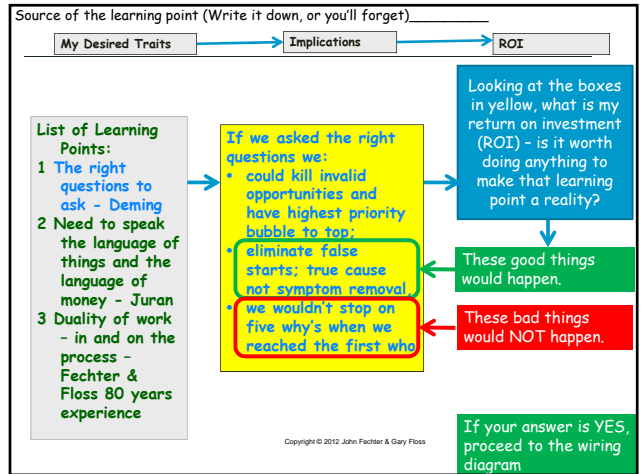 Source of the learning point (Write it down, or you'll forget)_________
My Desired Traits
Implications
ROI
List of Learning
Points:
1 The right
questions to
ask - Deming
2 Need to speak
the language of
things and the
language of
money - Juran
3 Duality of work
- in and on the
process -
Fechter &
Floss 80 years
experience
If we asked the right
questions we:
• could kill invalid
opportunities and
have highest priority
bubble to top;
• eliminate false
starts; true cause
not symptom removal,
• we wouldn't stop on
five why's when we
reached the first who
Looking at the boxes
in yellow, what is my
return on investment
(ROI) – is it worth
doing anything to
make that learning
point a reality?
These good things
would happen.
These bad things
would NOT happen.
If your answer is YES,
proceed to the wiring
diagram
Copyright © 2012 John Fechter & Gary Floss